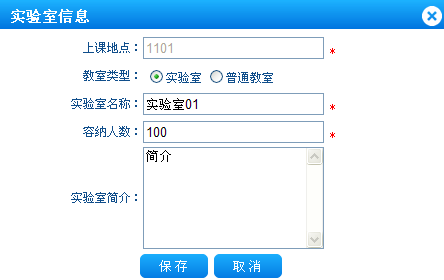 实验室信息
上课地点：1101 *
教室类型：实验室 普通教室
实验室名称：实验室01 *
容纳人数：100 *
实验室简介：简介
保存 取消